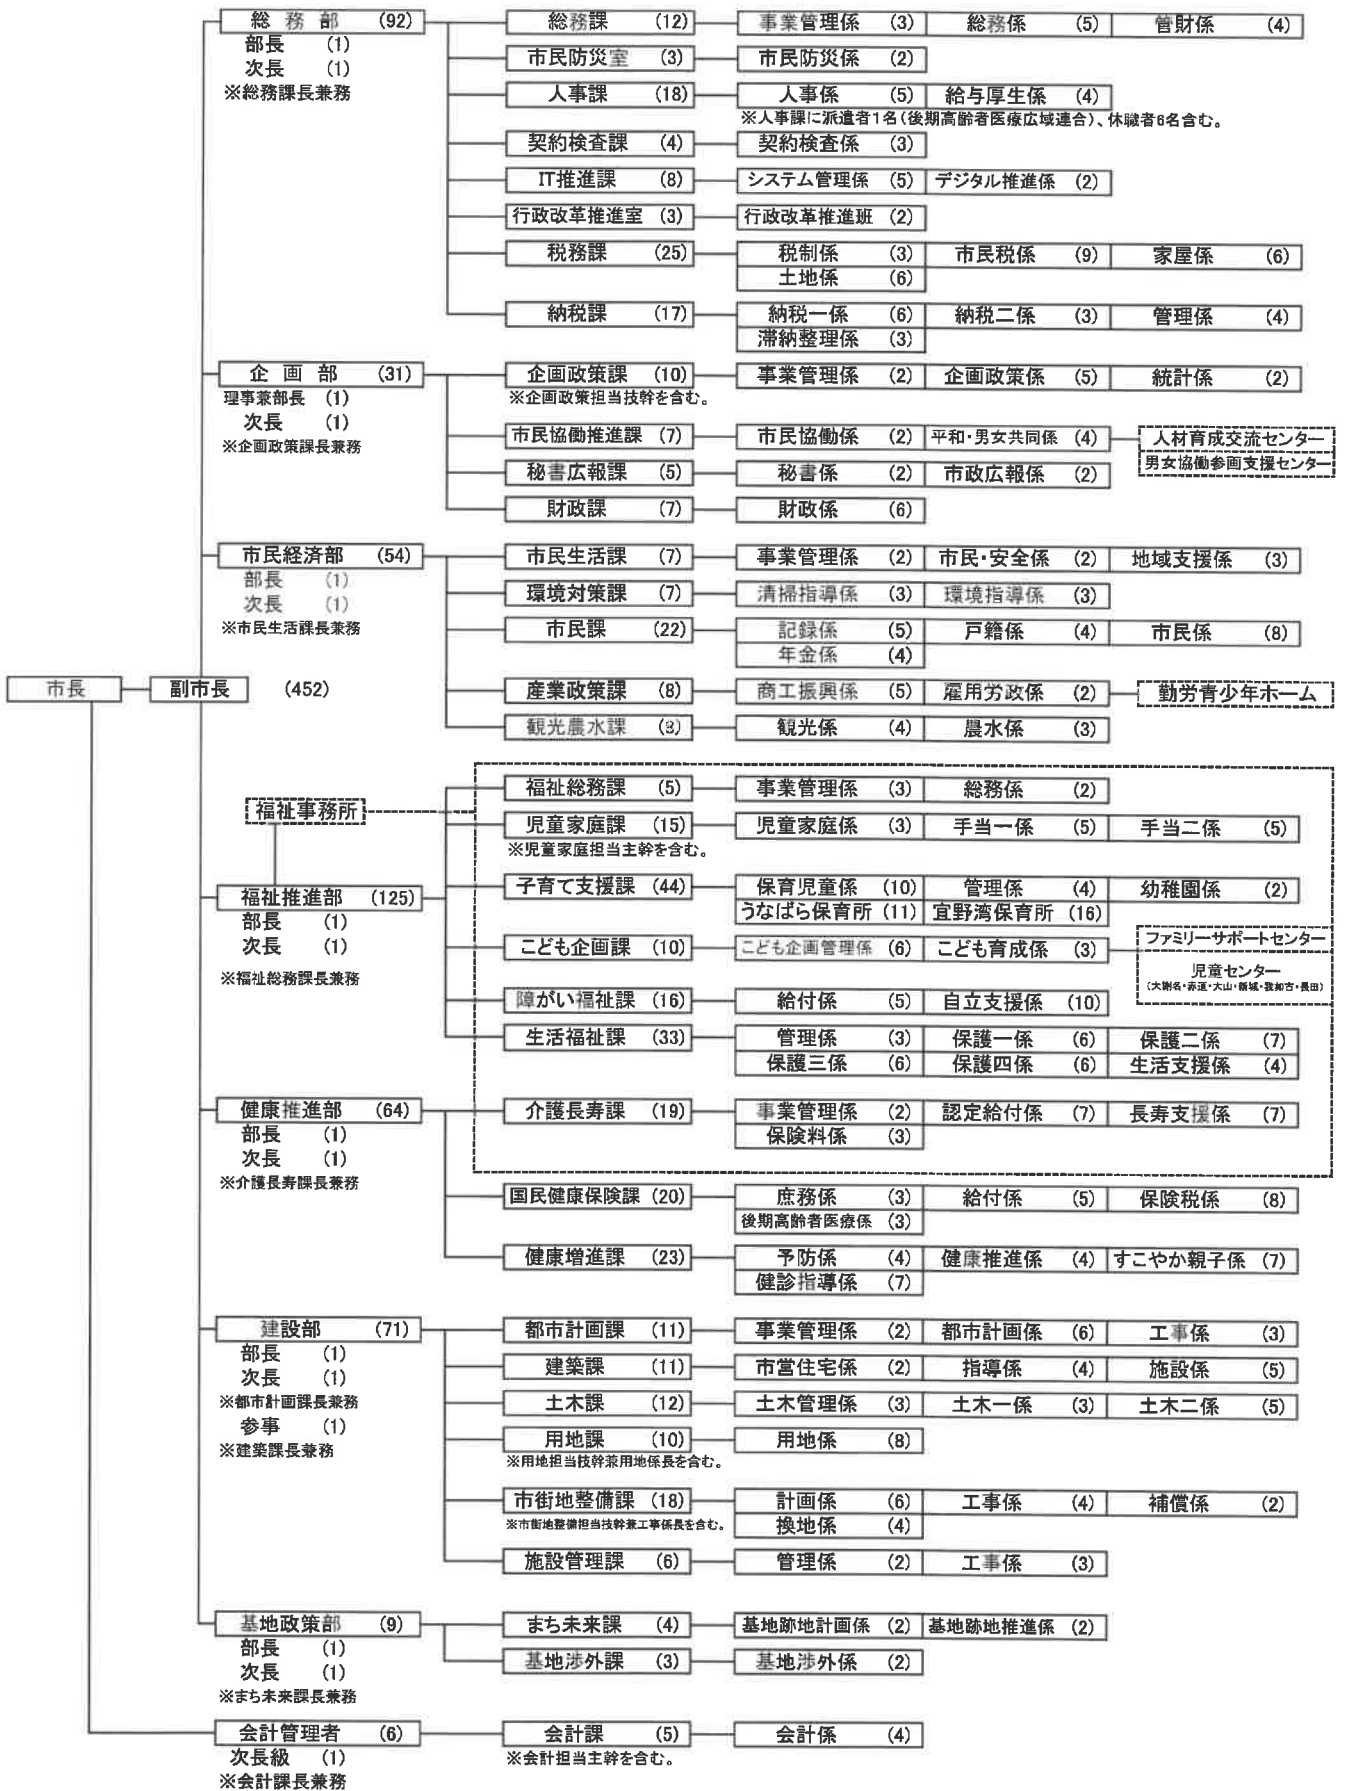 総務部 (92) 総務課 (12) 事業管理係 (3) 総務係 (5) 管財係 (4)
部長 (1)
次長 (1)
※総務課長兼務
市民防災室 (3) 市民防災係 (2)
人事課 (18) 人事係 (5) 給与厚生係 (4)
※人事課に派遣者1名(後期高齢者医療広域連合)、休職者6名含む。
契約検査課 (4) 契約検査係 (3)
IT推進課 (8) システム管理係 (5) デジタル推進係 (2)
行政改革推進室 (3) 行政改革推進班 (2)
税務課 (25) 税制係 (3) 市民税係 (9) 家屋係 (6)
土地係 (6)
納税課 (17) 納税一係 (6) 納税二係 (3) 管理係 (4)
滞納整理係 (3)
企画部 (31) 企画政策課 (10) 事業管理係 (2) 企画政策係 (5) 統計係 (2)
理事兼部長 (1)
※企画政策担当技幹を含む。
次長 (1)
※企画政策課長兼務
市民協働推進課 (7) 市民協働係 (2) 平和・男女共同係 (4) 人材育成交流センター
男女協働参画支援センター
秘書広報課 (5) 秘書係 (2) 市政広報係 (2)
財政課 (7) 財政係 (6)
市民経済部 (54) 市民生活課 (7) 事業管理係 (2) 市民・安全係 (2) 地域支援係 (3)
部長 (1)
次長 (1)
※市民生活課長兼務
環境対策課 (7) 清掃指導係 (3) 環境指導係 (3)
市民課 (22) 記録係 (5) 戸籍係 (4) 市民係 (8)
年金係 (4)
市長 副市長 (452)
産業政策課 (8) 商工振興係 (5) 雇用労政係 (2) 勤労青少年ホーム
観光農水課 (8) 観光係 (4) 農水係 (3)
福祉事務所
福祉総務課 (5) 事業管理係 (3) 総務係 (2)
児童家庭課 (15) 児童家庭係 (3) 手当一係 (5) 手当二係 (5)
※児童家庭担当主幹を含む。
福祉推進部 (125)
部長 (1)
次長 (1)
※福祉総務課長兼務
子育て支援課 (44) 保育児童係 (10) 管理係 (4) 幼稚園係 (2)
うなばら保育所 (11) 宜野湾保育所 (16)
こども企画課 (10) こども企画管理係 (6) こども育成係 (3) ファミリーサポートセンター
児童センター
(大謝名・赤道・大山・新城・我如古・長田)
障がい福祉課 (16) 給付係 (5) 自立支援係 (10)
生活福祉課 (33) 管理係 (3) 保護一係 (6) 保護二係 (7)
保護三係 (6) 保護四係 (6) 生活支援係 (4)
健康推進部 (64) 介護長寿課 (19) 事業管理係 (2) 認定給付係 (7) 長寿支援係 (7)
部長 (1)
保険料係 (3)
次長 (1)
※介護長寿課長兼務
国民健康保険課 (20) 庶務係 (3) 給付係 (5) 保険税係 (8)
後期高齢者医療係 (3)
健康増進課 (23) 予防係 (4) 健康推進係 (4) すこやか親子係 (7)
健診指導係 (7)
建設部 (71) 都市計画課 (11) 事業管理係 (2) 都市計画係 (6) 工事係 (3)
部長 (1)
次長 (1)
※都市計画課長兼務
参事 (1)
※建築課長兼務
建築課 (11) 市営住宅係 (2) 指導係 (4) 施設係 (5)
土木課 (12) 土木管理係 (3) 土木一係 (3) 土木二係 (5)
用地課 (10) 用地係 (8)
※用地担当技幹兼用地係長を含む。
市街地整備課 (18) 計画係 (6) 工事係 (4) 補償係 (2)
※市街地整備担当技幹兼工事係長を含む。
換地係 (4)
施設管理課 (6) 管理係 (2) 工事係 (3)
基地政策部 (9) まち未来課 (4) 基地跡地計画係 (2) 基地跡地推進係 (2)
部長 (1)
次長 (1)
※まち未来課長兼務
基地渉外課 (3) 基地渉外係 (2)
会計管理者 (6) 会計課 (5) 会計係 (4)
次長級 (1)
※会計担当主幹を含む。
※会計課長兼務